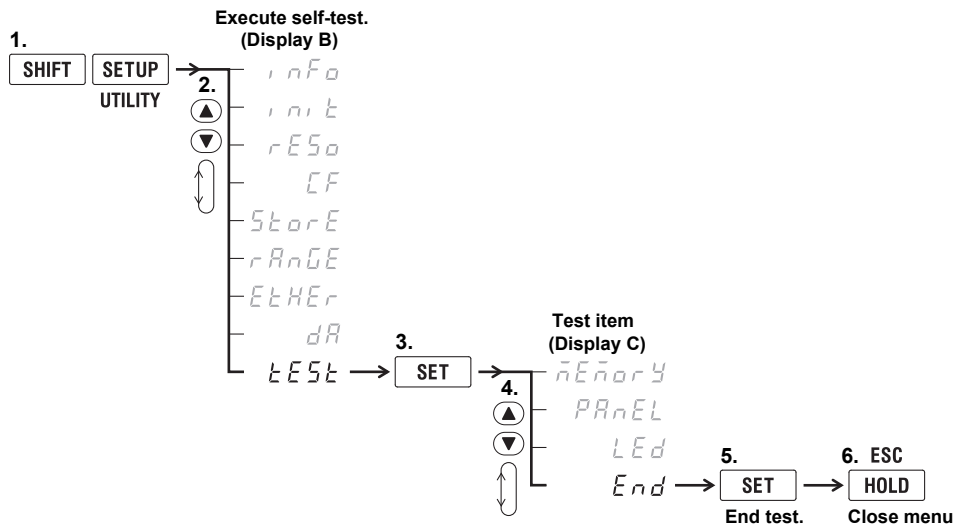 Execute self-test.
(Display B)
1.
SHIFT SETUP
UTILITY
2.
inFo
init
rESo
CF
StorE
rAnGE
EtHEr
dA
tESt
3.
SET
Test item
(Display C)
4.
mEmorY
PAnEL
LEd
End
5.
SET
End test.
6. ESC
HOLD
Close menu